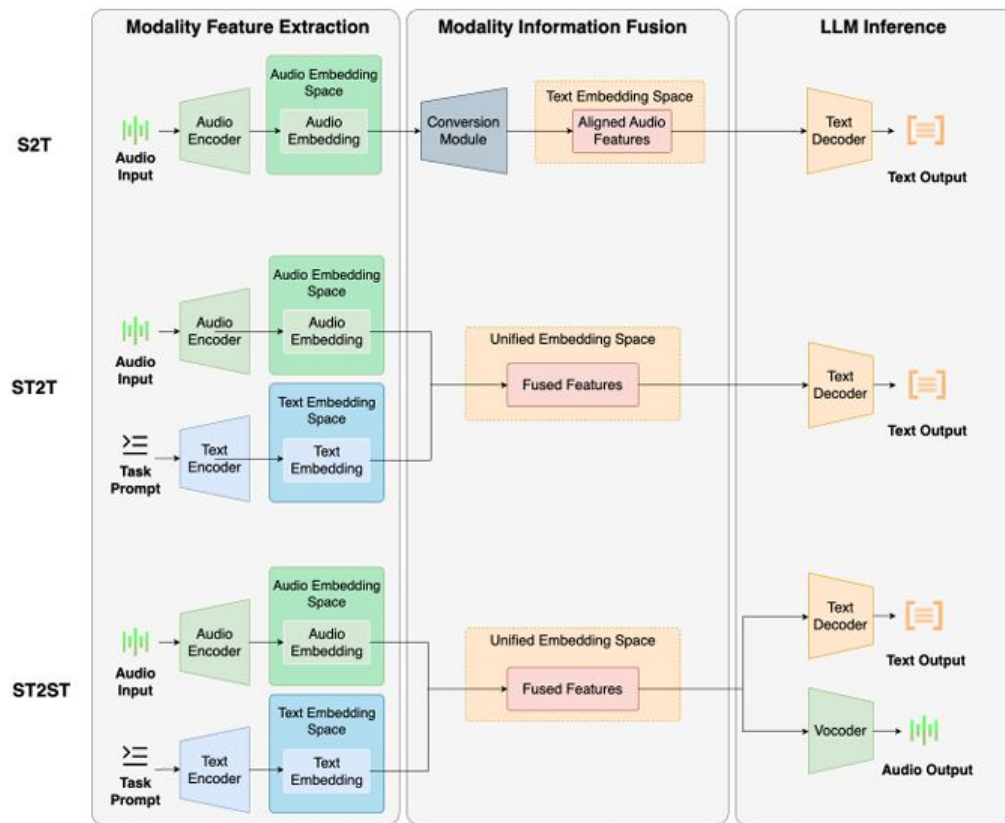 Modality Feature Extraction
Modality Information Fusion
LLM Inference
S2T
Audio
Input
Audio
Encoder
Audio Embedding
Space
Audio
Embedding
Conversion
Module
Text Embedding Space
Aligned Audio
Features
Text
Decoder
Text Output
ST2T
Audio
Input
Audio
Encoder
Audio Embedding
Space
Audio
Embedding
Task
Prompt
Text
Encoder
Text Embedding
Space
Text
Embedding
Unified Embedding Space
Fused Features
Text
Decoder
Text Output
ST2ST
Audio
Input
Audio
Encoder
Audio Embedding
Space
Audio
Embedding
Task
Prompt
Text
Encoder
Text Embedding
Space
Text
Embedding
Unified Embedding Space
Fused Features
Text
Decoder
Text Output
Vocoder
Audio Output